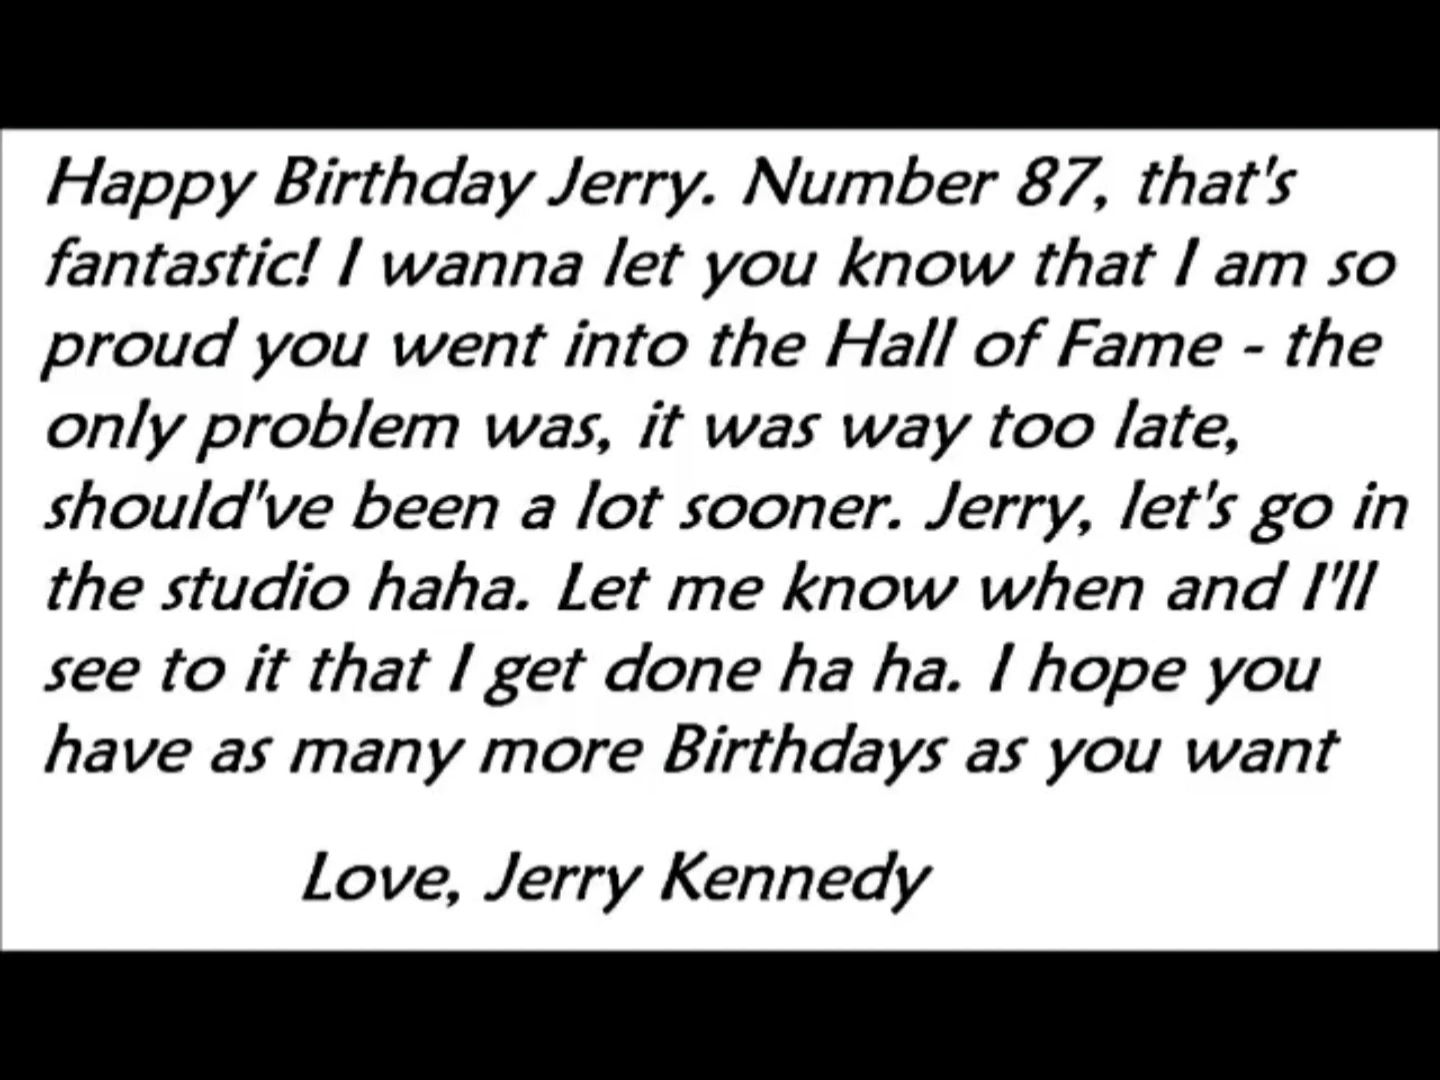 Happy Birthday Jerry. Number 87, that's
fantastic! I wanna let you know that I am so
proud you went into the Hall of Fame - the
only problem was, it was way too late,
should've been a lot sooner. Jerry, let's go in
the studio haha. Let me know when and I'll
see to it that I get done ha ha. I hope you
have as many more Birthdays as you want
Love, Jerry Kennedy